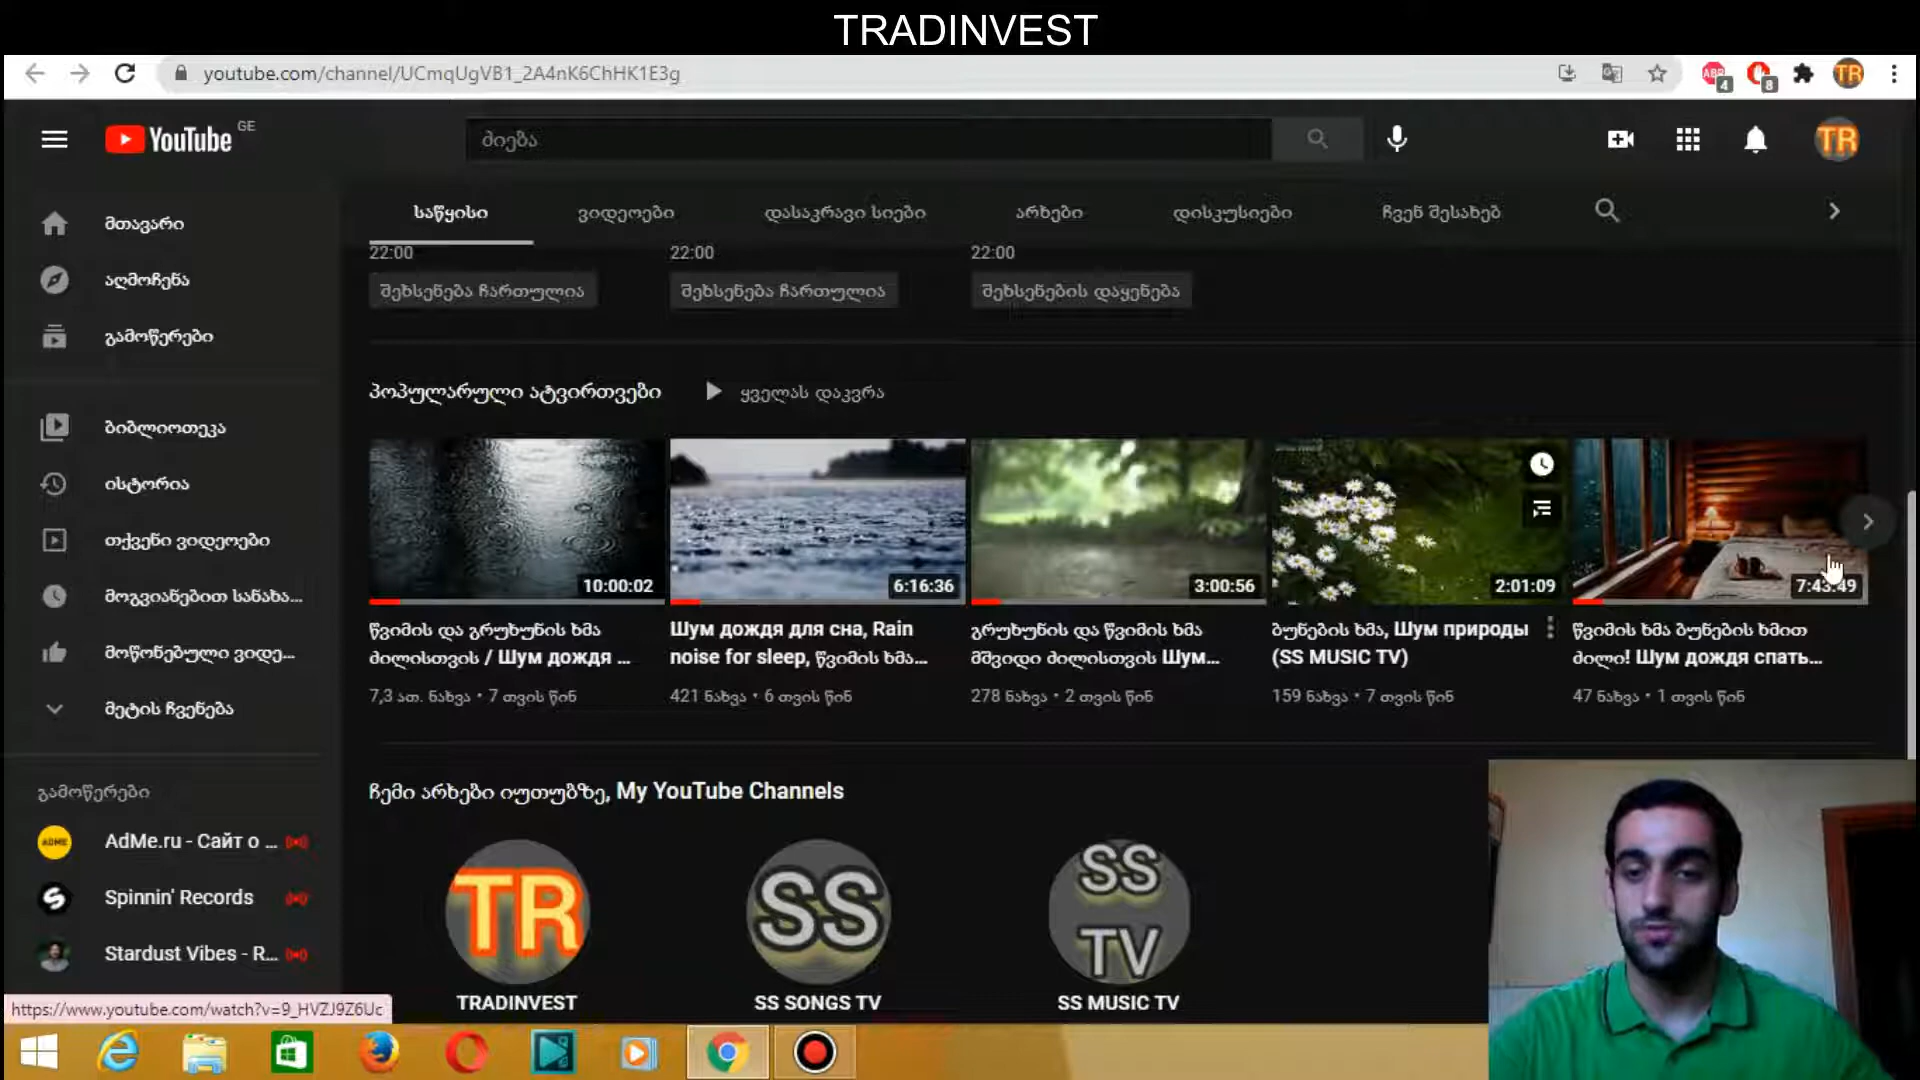 TRADINVEST
youtube.com/channel/UCmqUgVB1_2A4nK6ChHK1E3g
ABP 4
8
TR
YouTube GE
ძიება
TR
მთავარი
აღმოჩენა
გამოწერები
ბიბლიოთეკა
ისტორია
თქვენი ვიდეოები
მოგვიანებით სანახა...
მოწონებული ვიდე...
მეტის ჩვენება
გამოწერები
ADME AdMe.ru - Сайт о ...
Spinnin' Records
Stardust Vibes - R...
საწყისი ვიდეოები დასაკრავი სიები არხები დისკუსიები ჩვენ შესახებ
22:00 22:00 22:00
შეხსენება ჩართულია შეხსენება ჩართულია შეხსენების დაყენება
პოპულარული ატვირთვები ყველას დაკვრა
10:00:02 6:16:36 3:00:56 2:01:09 7:43:49
წვიმის და გრუხუნის ხმა
ძილისთვის / Шум дождя ...
7,3 ათ. ნახვა • 7 თვის წინ
Шум дождя для сна, Rain
noise for sleep, წვიმის ხმა...
421 ნახვა • 6 თვის წინ
გრუხუნის და წვიმის ხმა
მშვიდი ძილისთვის Шум...
278 ნახვა • 2 თვის წინ
ბუნების ხმა, Шум природы
(SS MUSIC TV)
159 ნახვა • 7 თვის წინ
წვიმის ხმა ბუნების ხმით
ძილი! Шум дождя спать...
47 ნახვა • 1 თვის წინ
ჩემი არხები იუთუბზე, My YouTube Channels
TR SS SS
TV
TRADINVEST SS SONGS TV SS MUSIC TV
https://www.youtube.com/watch?v=9_HVZJ9Z6Uc